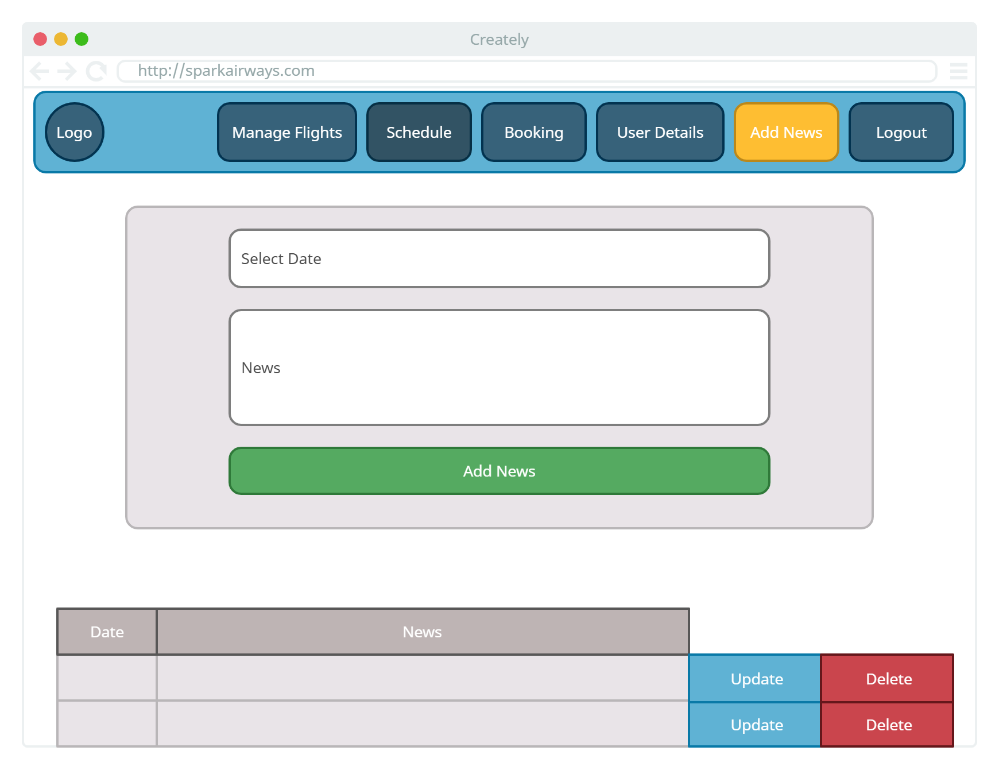 Creately
http://sparkairways.com
Logo
Manage Flights
Schedule
Booking
User Details
Add News
Logout
Select Date
News
Add News
Date
News
Update
Delete
Update
Delete